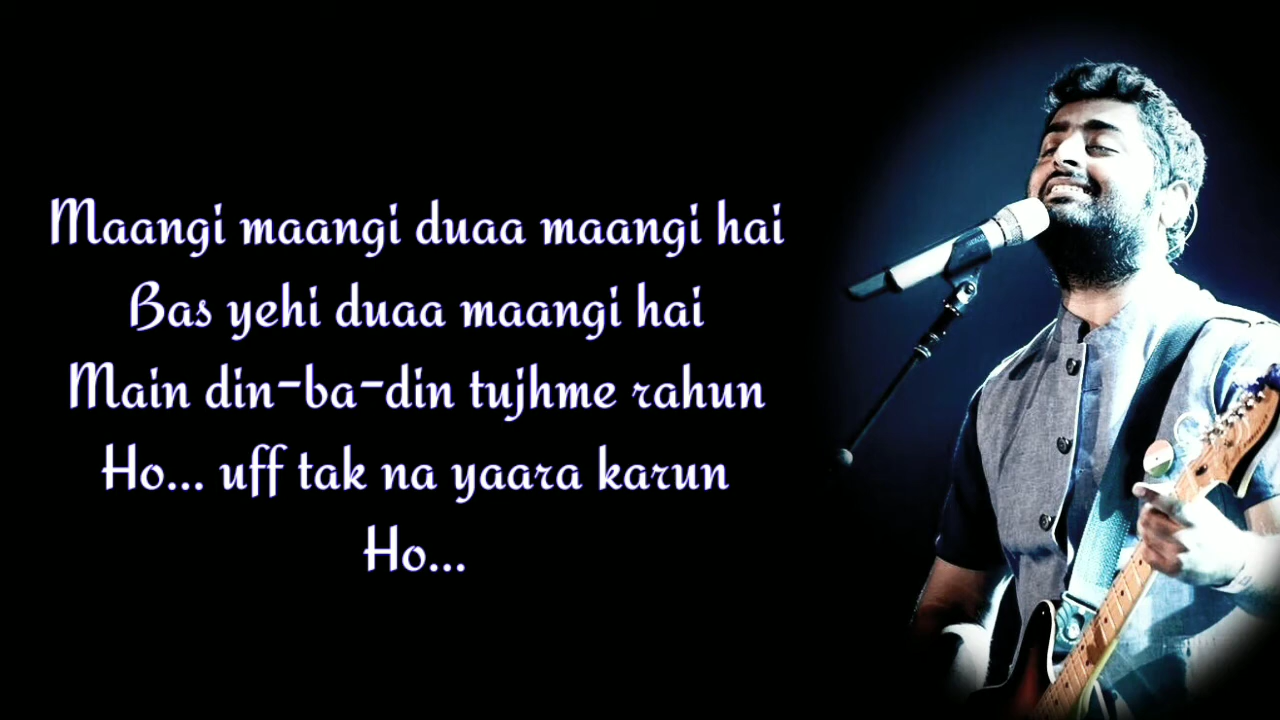 Maangi maangi duaa maangi hai
Bas yehi duaa maangi hai
Main din-ba-din tujhme rahun
Ho... uff tak na yaara karun
Ho...